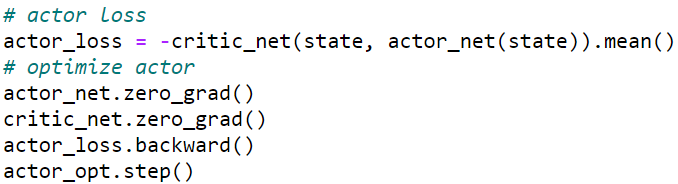 # actor loss
actor_loss = -critic_net(state, actor_net(state)).mean()
# optimize actor
actor_net.zero_grad()
critic_net.zero_grad()
actor_loss.backward()
actor_opt.step()